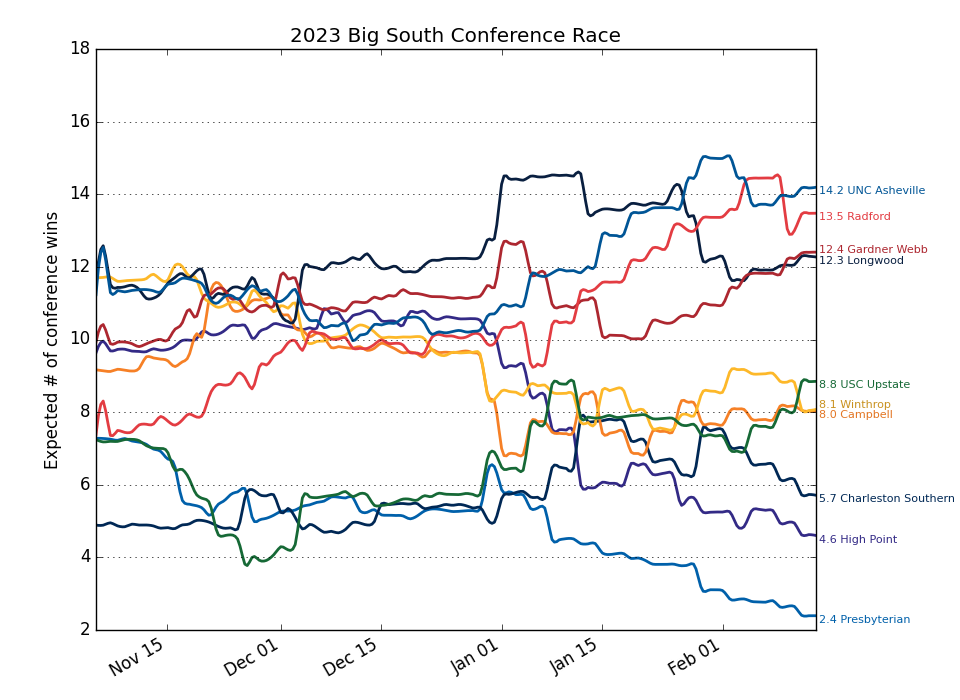 2023 Big South Conference Race
Expected # of conference wins
18
16
14
12
10
8
6
4
2
14.2 UNC Asheville
13.5 Radford
12.4 Gardner Webb
12.3 Longwood
8.8 USC Upstate
8.1 Winthrop
8.0 Campbell
5.7 Charleston Southern
4.6 High Point
2.4 Presbyterian
Nov 15
Dec 01
Dec 15
Jan 01
Jan 15
Feb 01